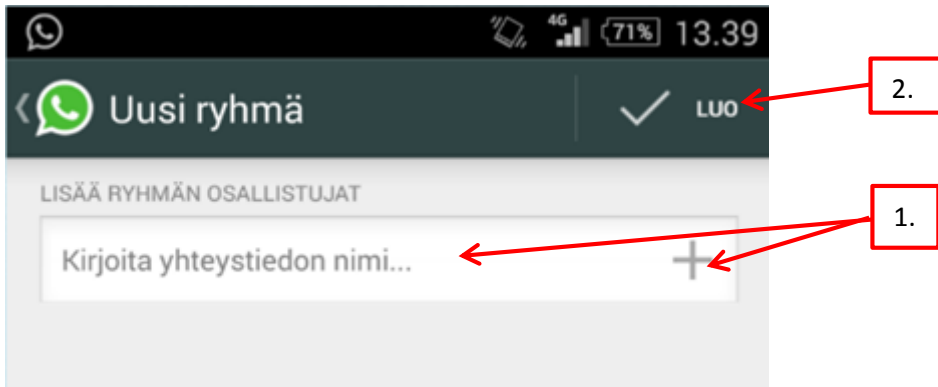 4G 71% 13.39
Uusi ryhmä LUO
2.
LISÄÄ RYHMÄN OSALLISTUJAT
Kirjoita yhteystiedon nimi...
1.